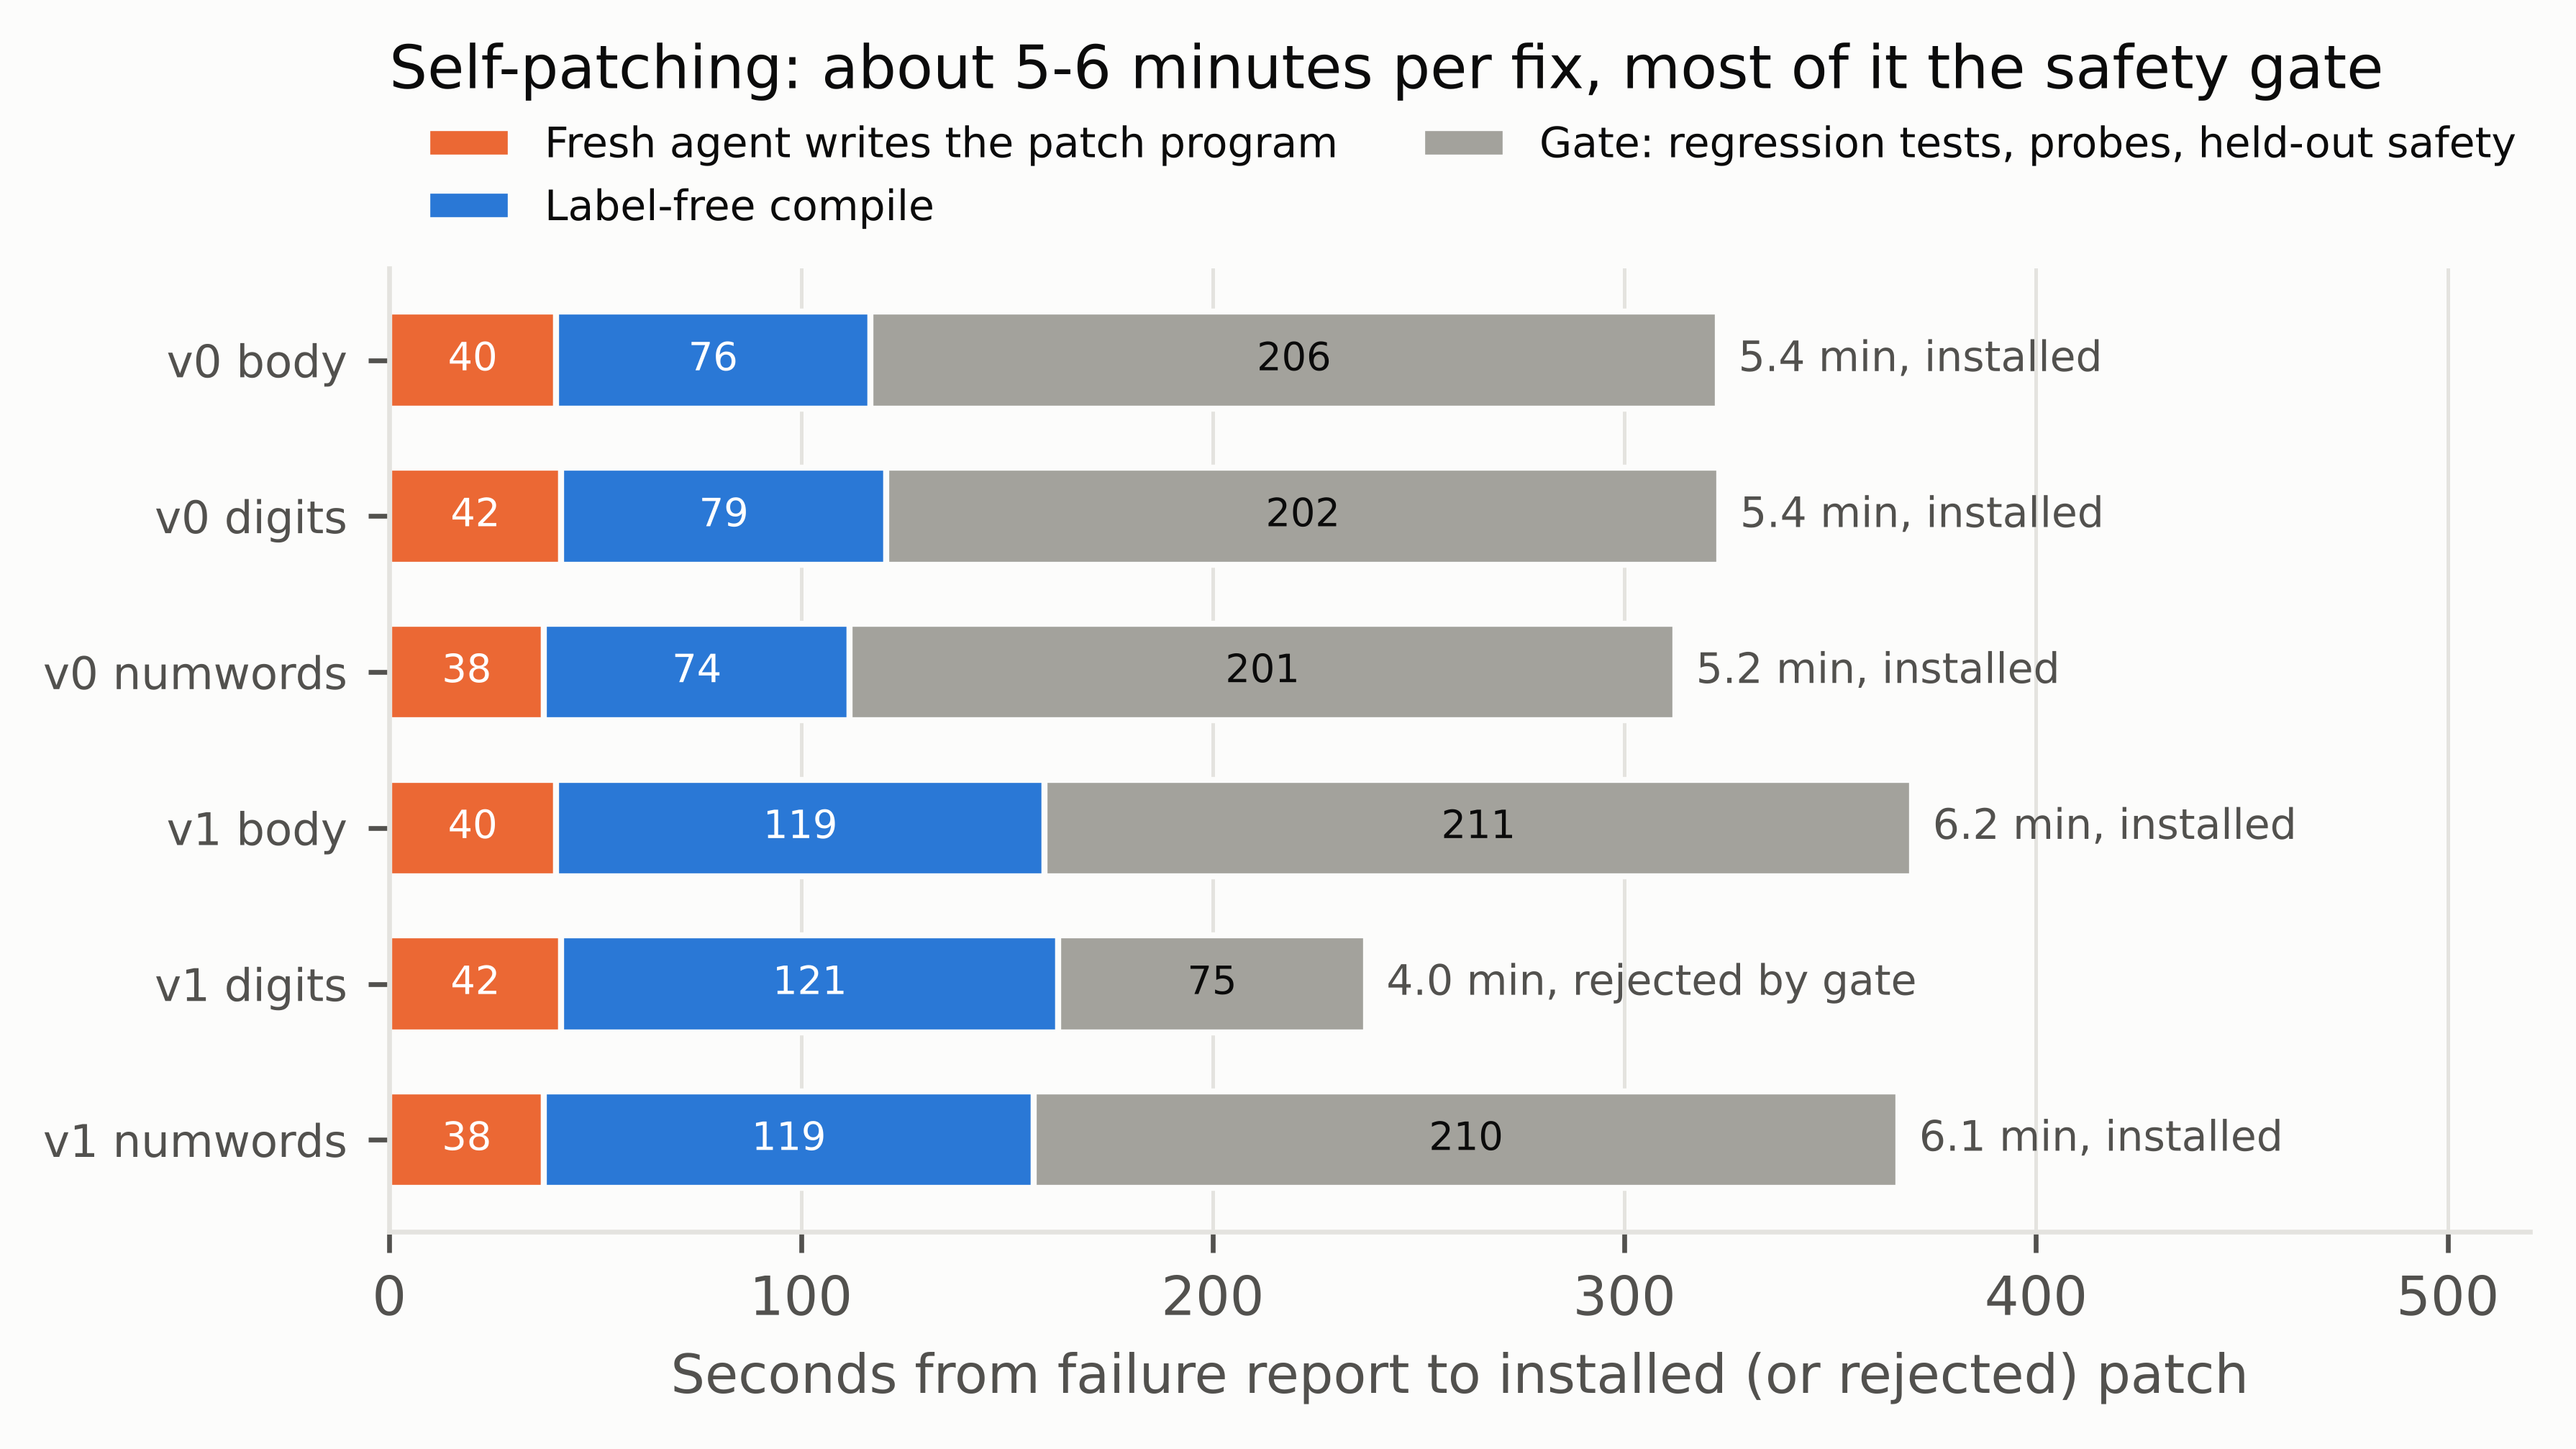 Self-patching: about 5-6 minutes per fix, most of it the safety gate
Fresh agent writes the patch program
Gate: regression tests, probes, held-out safety
Label-free compile
v0 body 40 76 206 5.4 min, installed
v0 digits 42 79 202 5.4 min, installed
v0 numwords 38 74 201 5.2 min, installed
v1 body 40 119 211 6.2 min, installed
v1 digits 42 121 75 4.0 min, rejected by gate
v1 numwords 38 119 210 6.1 min, installed
0 100 200 300 400 500
Seconds from failure report to installed (or rejected) patch